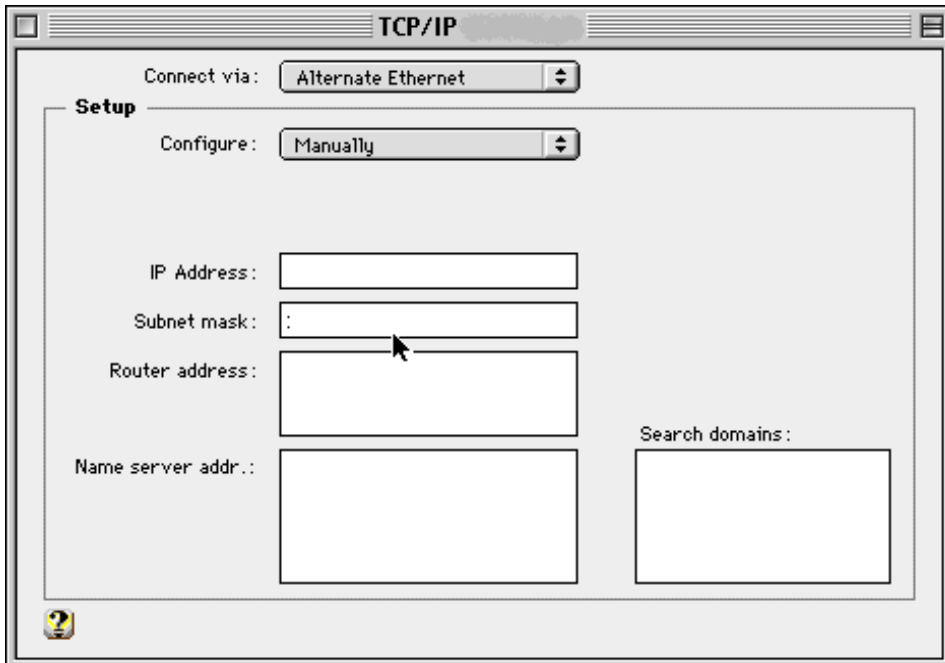 TCP/IP
Connect via: Alternate Ethernet
Setup
Configure: Manually
IP Address:
Subnet mask: :
Router address:
Search domains:
Name server addr.:
?